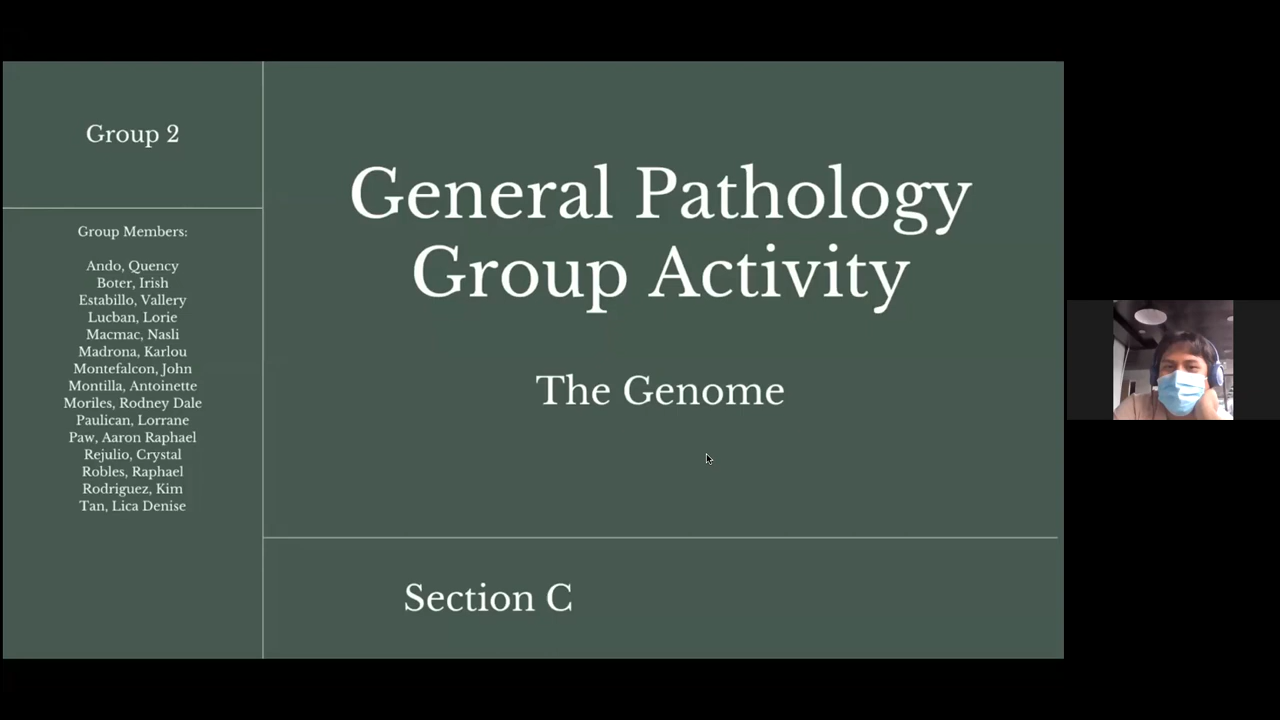 Group 2
Group Members:
Ando, Quency
Boter, Irish
Estabillo, Vallery
Lucban, Lorie
Macmac, Nasli
Madrona, Karlou
Montefalcon, John
Montilla, Antoinette
Moriles, Rodney Dale
Paulican, Lorrane
Paw, Aaron Raphael
Rejulio, Crystal
Robles, Raphael
Rodriguez, Kim
Tan, Lica Denise
General Pathology
Group Activity
The Genome
Section C